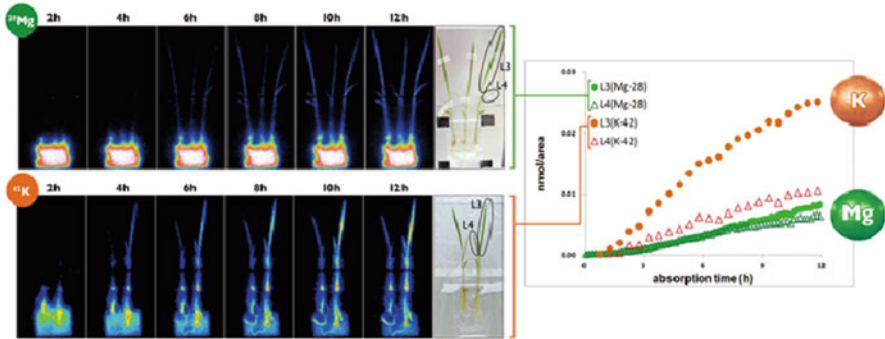 28Mg
2h 4h 6h 8h 10h 12h
L3
L4
42K
2h 4h 6h 8h 10h 12h
L3
L4
nmol/area
0.03
0.02
0.01
0.00
L3(Mg-28)
L4(Mg-28)
L3(K-42)
L4(K-42)
0 3 6 9 12
absorption time (h)
K
Mg